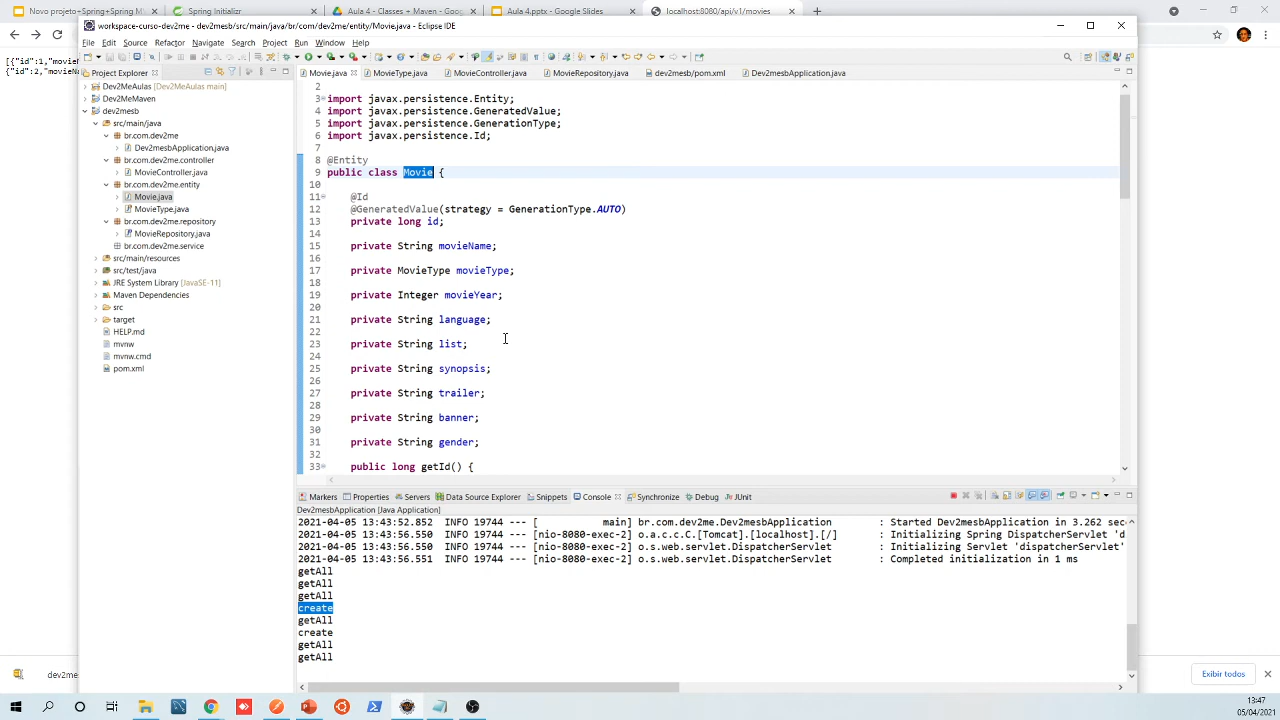 Novo projeto – Spring+Spring
Spring Initializr
Aulas 4.ppt – Google Drive
Aula 4.pptx - Google Slides
localhost:8080/api/v1/movies
workspace-curso-dev2me - dev2mesb/src/main/java/br/com/dev2me/entity/Movie.java - Eclipse IDE
File Edit Source Refactor Navigate Search Project Run Window Help
[{"id":1,"movie
{"id":2,"movieNa
Project Explorer
Movie.java
MovieType.java
MovieController.java
MovieRepository.java
dev2mesb/pom.xml
Dev2mesbApplication.java
Dev2MeAulas [Dev2MeAulas main]
Dev2MeMaven
dev2mesb
src/main/java
br.com.dev2me
Dev2mesbApplication.java
br.com.dev2me.controller
MovieController.java
br.com.dev2me.entity
Movie.java
MovieType.java
br.com.dev2me.repository
MovieRepository.java
br.com.dev2me.service
src/main/resources
src/test/java
JRE System Library [JavaSE-11]
Maven Dependencies
src
target
HELP.md
mvnw
mvnw.cmd
pom.xml
2
3 import javax.persistence.Entity;
4 import javax.persistence.GeneratedValue;
5 import javax.persistence.GenerationType;
6 import javax.persistence.Id;
7
8 @Entity
9 public class Movie {
10
11 @Id
12 @GeneratedValue(strategy = GenerationType.AUTO)
13 private long id;
14
15 private String movieName;
16
17 private MovieType movieType;
18
19 private Integer movieYear;
20
21 private String language;
22
23 private String list;
24
25 private String synopsis;
26
27 private String trailer;
28
29 private String banner;
30
31 private String gender;
32
33 public long getId() {
Markers Properties Servers Data Source Explorer Snippets Console Synchronize Debug JUnit
Dev2mesbApplication [Java Application]
2021-04-05 13:43:52.852 INFO 19744 --- [ main] br.com.dev2me.Dev2mesbApplication : Started Dev2mesbApplication in 3.262 sec
2021-04-05 13:43:56.550 INFO 19744 --- [nio-8080-exec-2] o.a.c.c.C.[Tomcat].[localhost].[/] : Initializing Spring DispatcherServlet 'd
2021-04-05 13:43:56.550 INFO 19744 --- [nio-8080-exec-2] o.s.web.servlet.DispatcherServlet : Initializing Servlet 'dispatcherServlet'
2021-04-05 13:43:56.551 INFO 19744 --- [nio-8080-exec-2] o.s.web.servlet.DispatcherServlet : Completed initialization in 1 ms
getAll
getAll
getAll
create
getAll
create
getAll
getAll
dev2mes
Exibir todos
13:47
05/04/2021